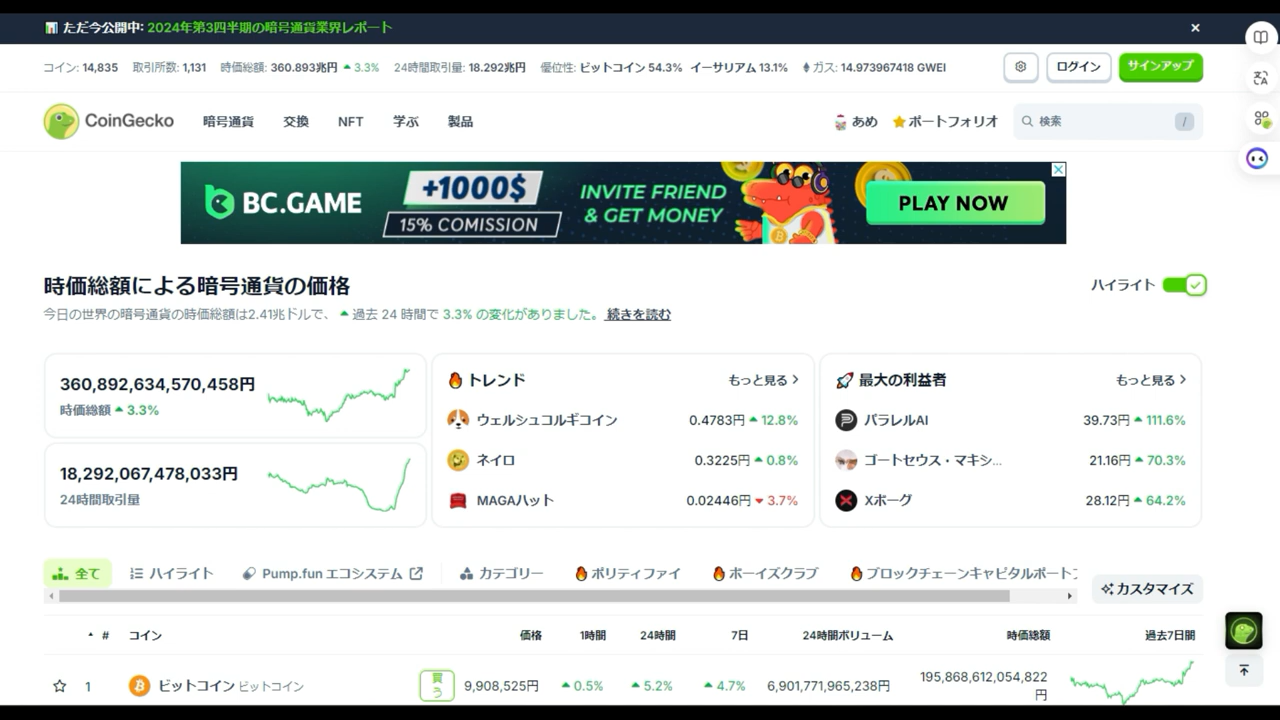 ただ今公開中: 2024年第3四半期の暗号通貨業界レポート
コイン: 14,835 取引所数: 1,131 時価総額: 360.893兆円 3.3% 24時間取引量: 18.292兆円 優位性: ビットコイン 54.3% イーサリアム 13.1% ガス: 14.973967418 GWEI
ログイン
サインアップ
CoinGecko
暗号通貨 交換 NFT 学ぶ 製品
あめ ポートフォリオ 検索 /
BC.GAME
+1000$
15% COMISSION
INVITE FRIEND
& GET MONEY
PLAY NOW
時価総額による暗号通貨の価格
ハイライト
今日の世界の暗号通貨の時価総額は2.41兆ドルで、 過去 24 時間で 3.3% の変化がありました。 続きを読む
360,892,634,570,458円
時価総額 3.3%
18,292,067,478,033円
24時間取引量
トレンド もっと見る
ウェルシュコルギコイン 0.4783円 12.8%
ネイロ 0.3225円 0.8%
MAGAハット 0.02446円 3.7%
最大の利益者 もっと見る
パラレルAI 39.73円 111.6%
ゴートセウス・マキシ... 21.16円 70.3%
Xボーグ 28.12円 64.2%
全て ハイライト Pump.fun エコシステム カテゴリー ポリティファイ ボーイズクラブ ブロックチェーンキャピタルポート
カスタマイズ
# コイン 価格 1時間 24時間 7日 24時間ボリューム 時価総額 過去7日間
1 ビットコイン ビットコイン 買う 9,908,525円 0.5% 5.2% 4.7% 6,901,771,965,238円 195,868,612,054,822円